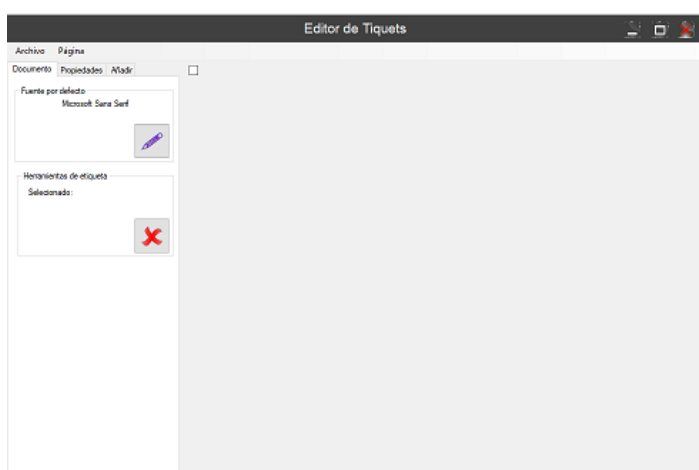 Editor de Tiquets
Archivo Página
Documento Propiedades Añadir
Fuente por defecto
Microsoft Sans Serif
Herramientas de etiqueta
Selecionado: